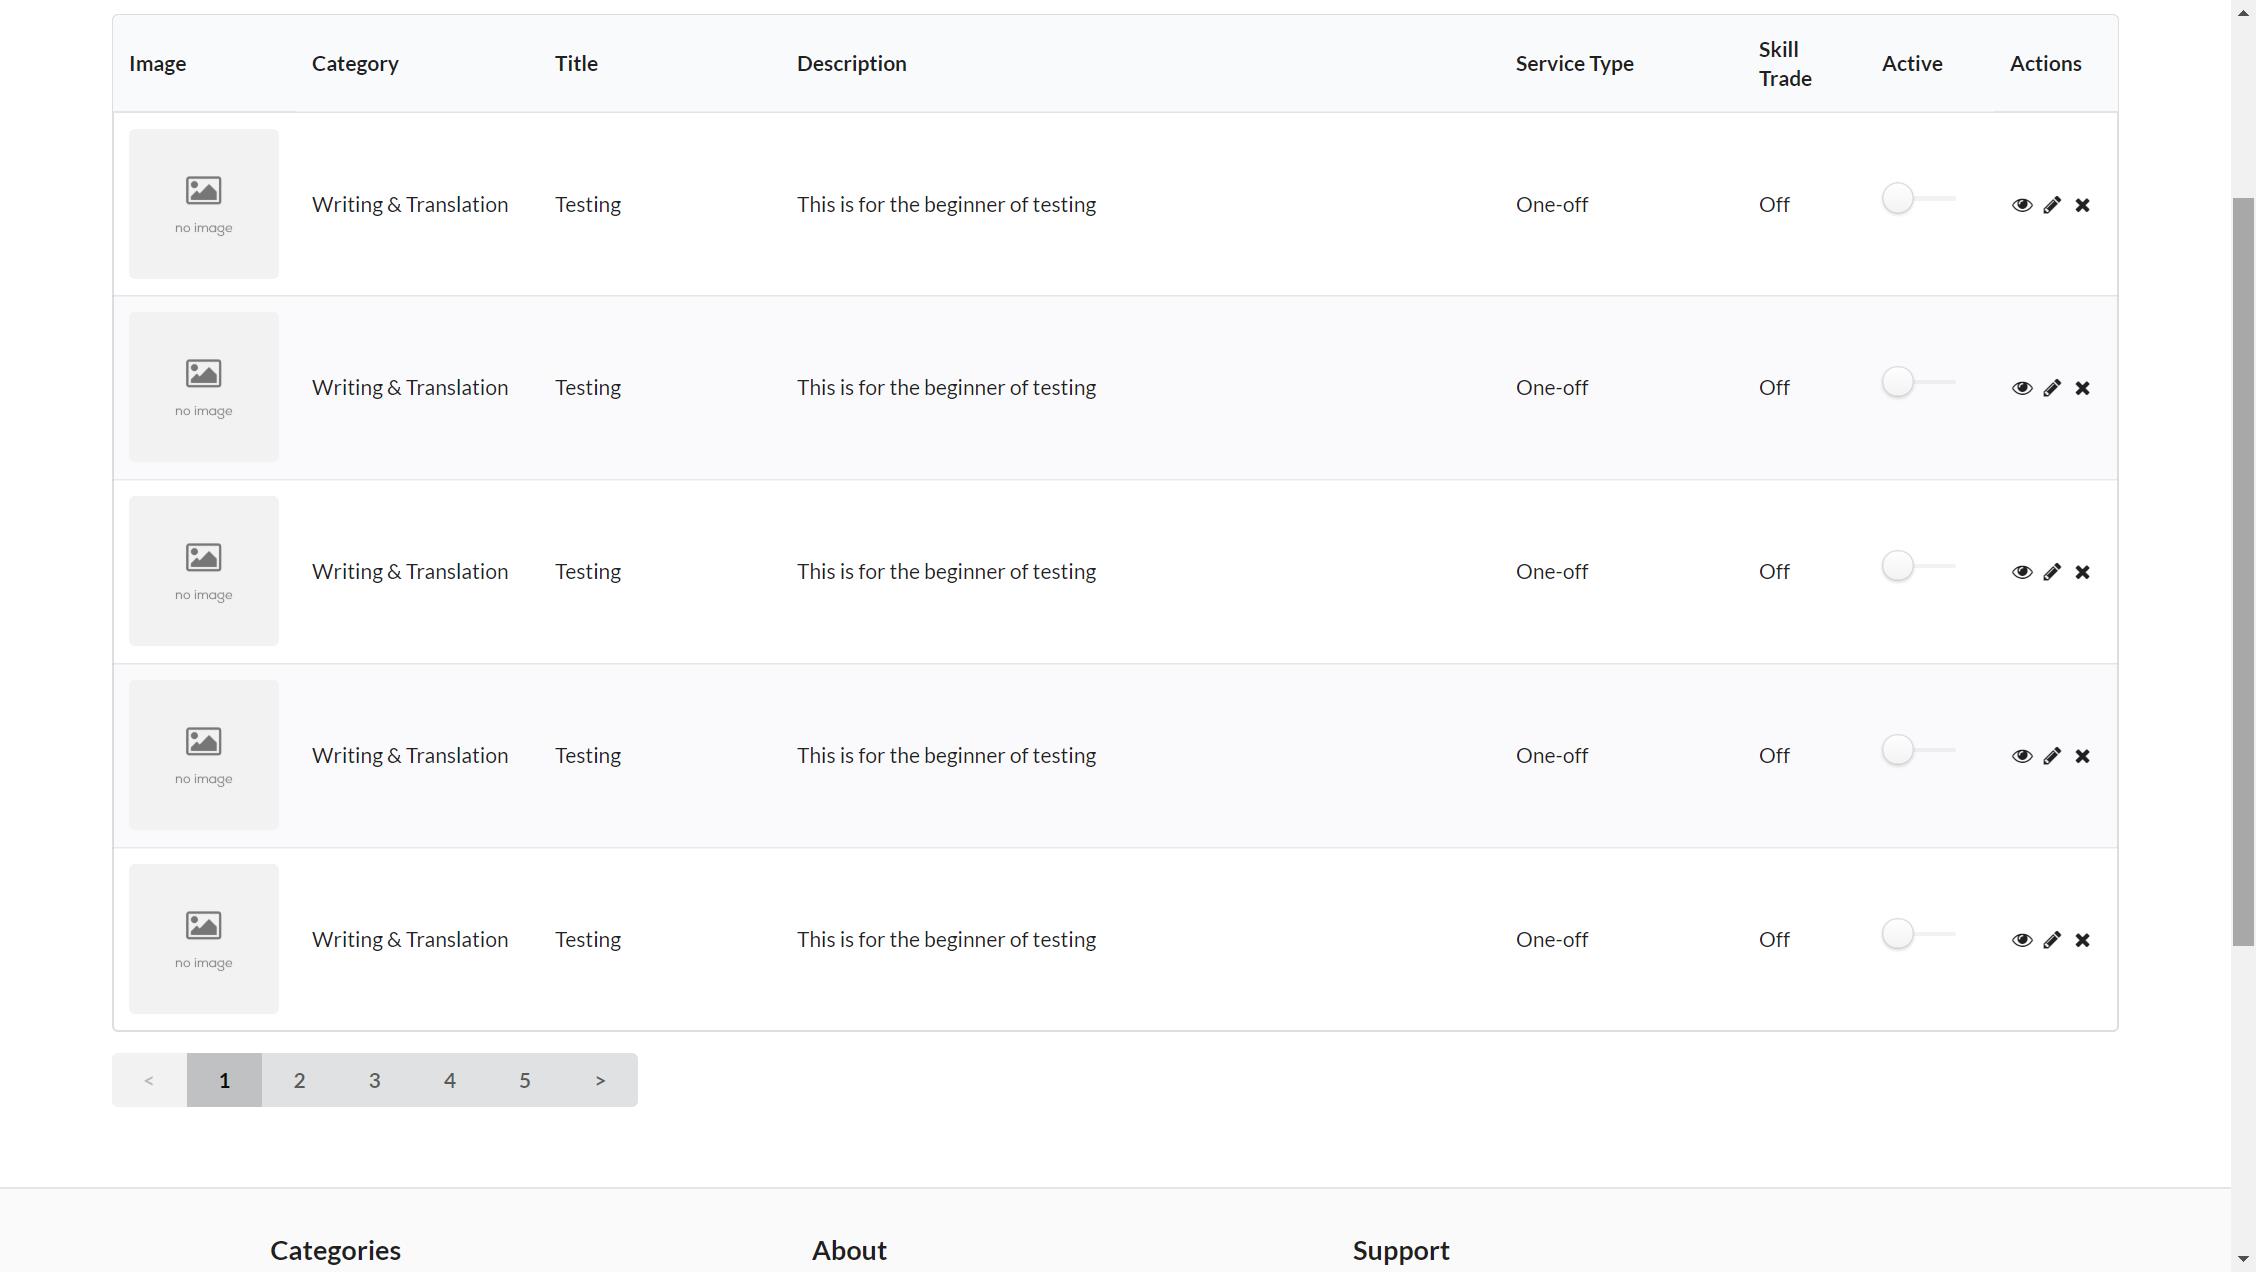 Image Category Title Description Service Type Skill Trade Active Actions
no image Writing & Translation Testing This is for the beginner of testing One-off Off
no image Writing & Translation Testing This is for the beginner of testing One-off Off
no image Writing & Translation Testing This is for the beginner of testing One-off Off
no image Writing & Translation Testing This is for the beginner of testing One-off Off
no image Writing & Translation Testing This is for the beginner of testing One-off Off
< 1 2 3 4 5 >
Categories About Support